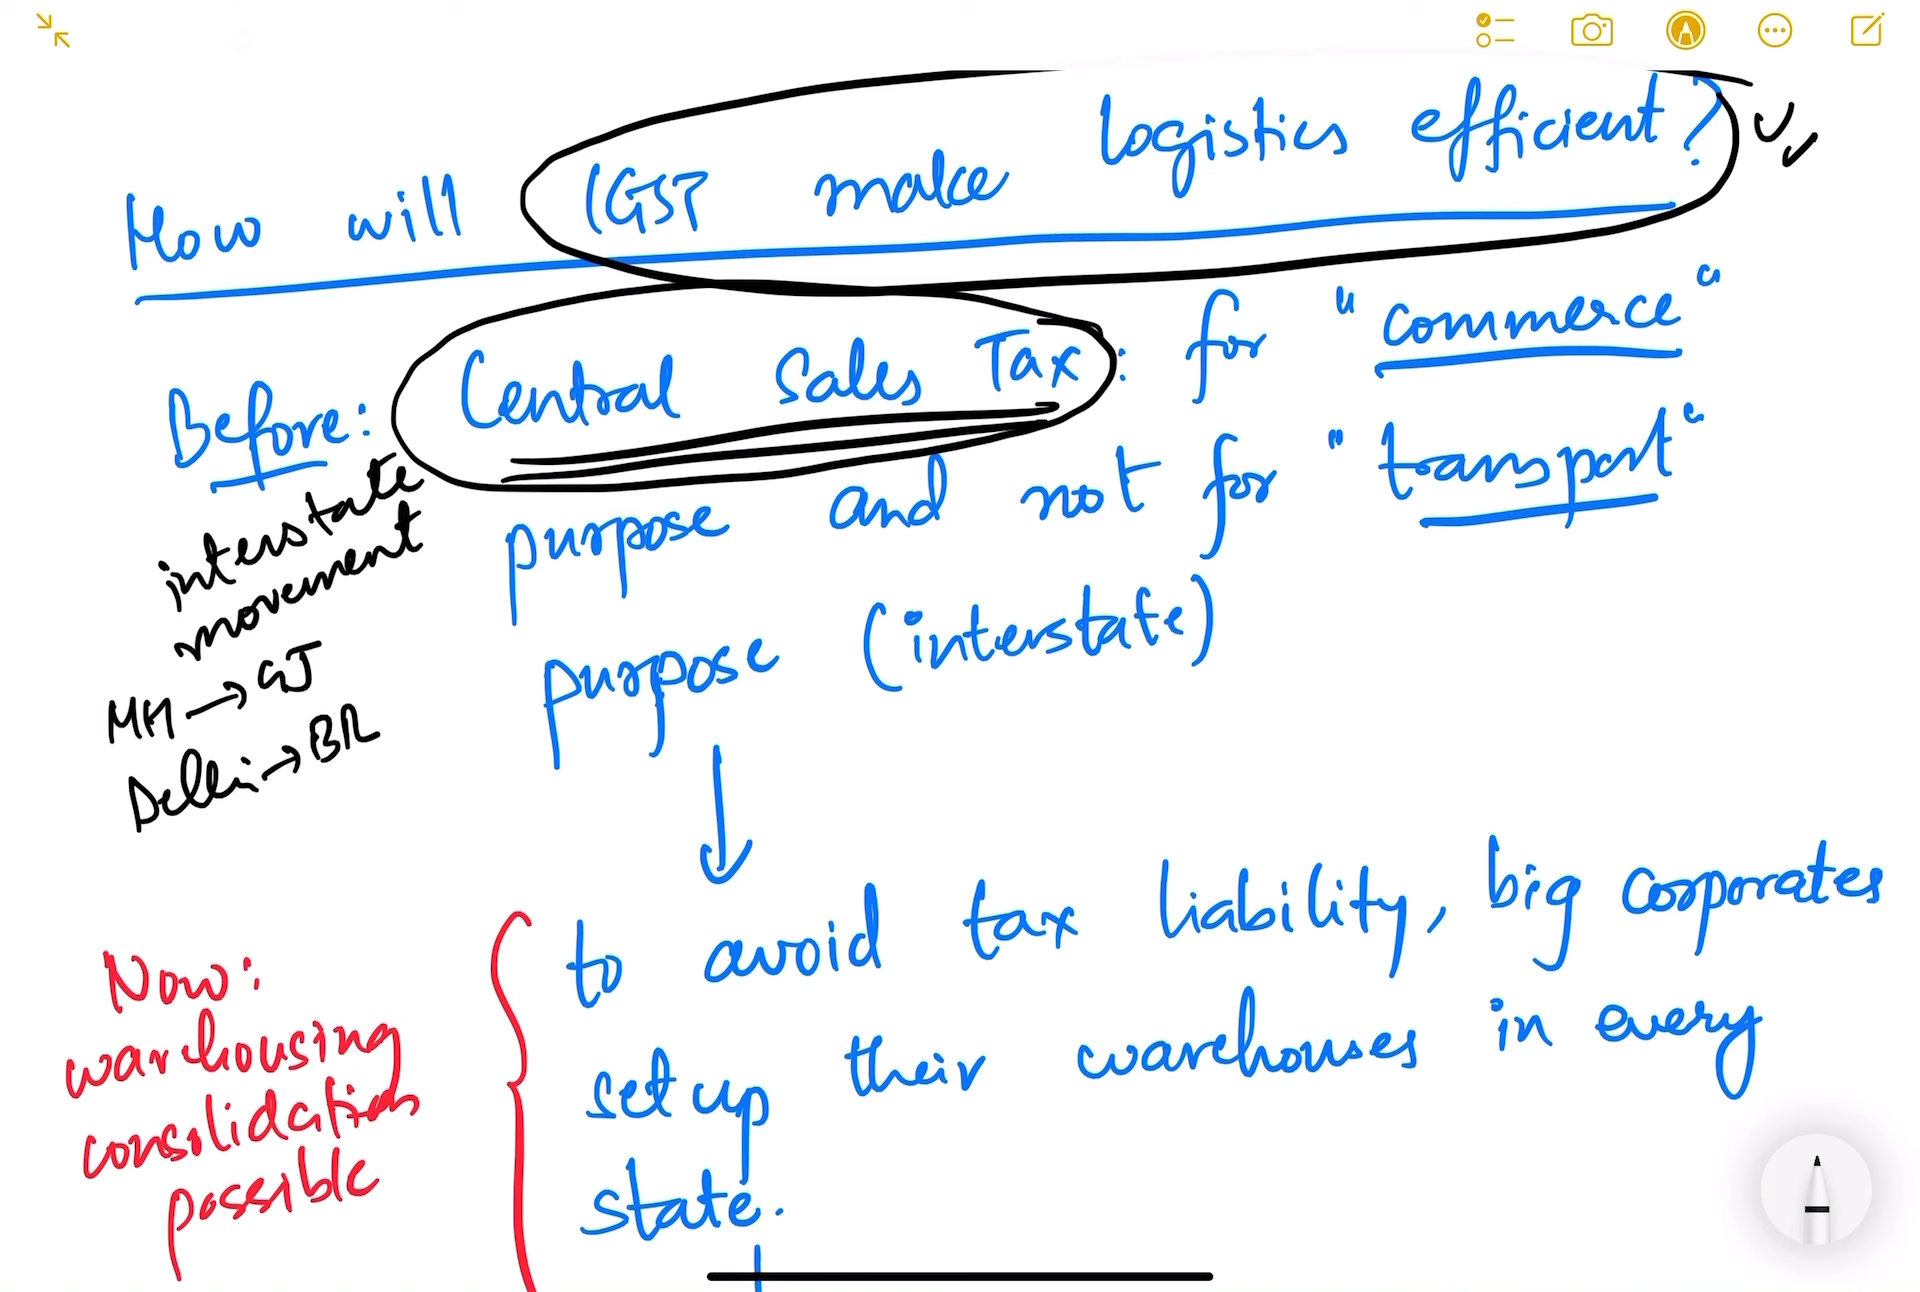 How will IGST make logistics efficient?
Before: Central Sales Tax: for "commerce"
purpose and not for "transport"
purpose (interstate)
interstate
movement
MH → GJ
Delhi → BR
to avoid tax liability, big corporates
set up their warehouses in every
state.
Now:
warehousing
consolidation
possible